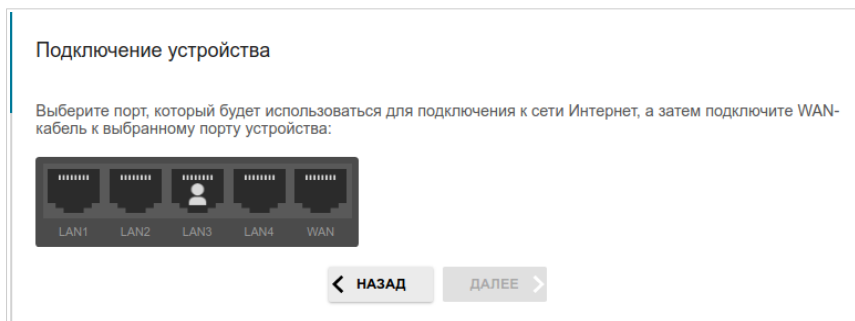 Подключение устройства
Выберите порт, который будет использоваться для подключения к сети Интернет, а затем подключите WAN-
кабель к выбранному порту устройства:
LAN1 LAN2 LAN3 LAN4 WAN
НАЗАД ДАЛЕЕ